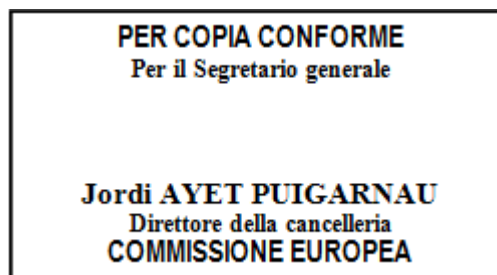 PER COPIA CONFORME
Per il Segretario generale
Jordi AYET PUIGARNAU
Direttore della cancelleria
COMMISSIONE EUROPEA